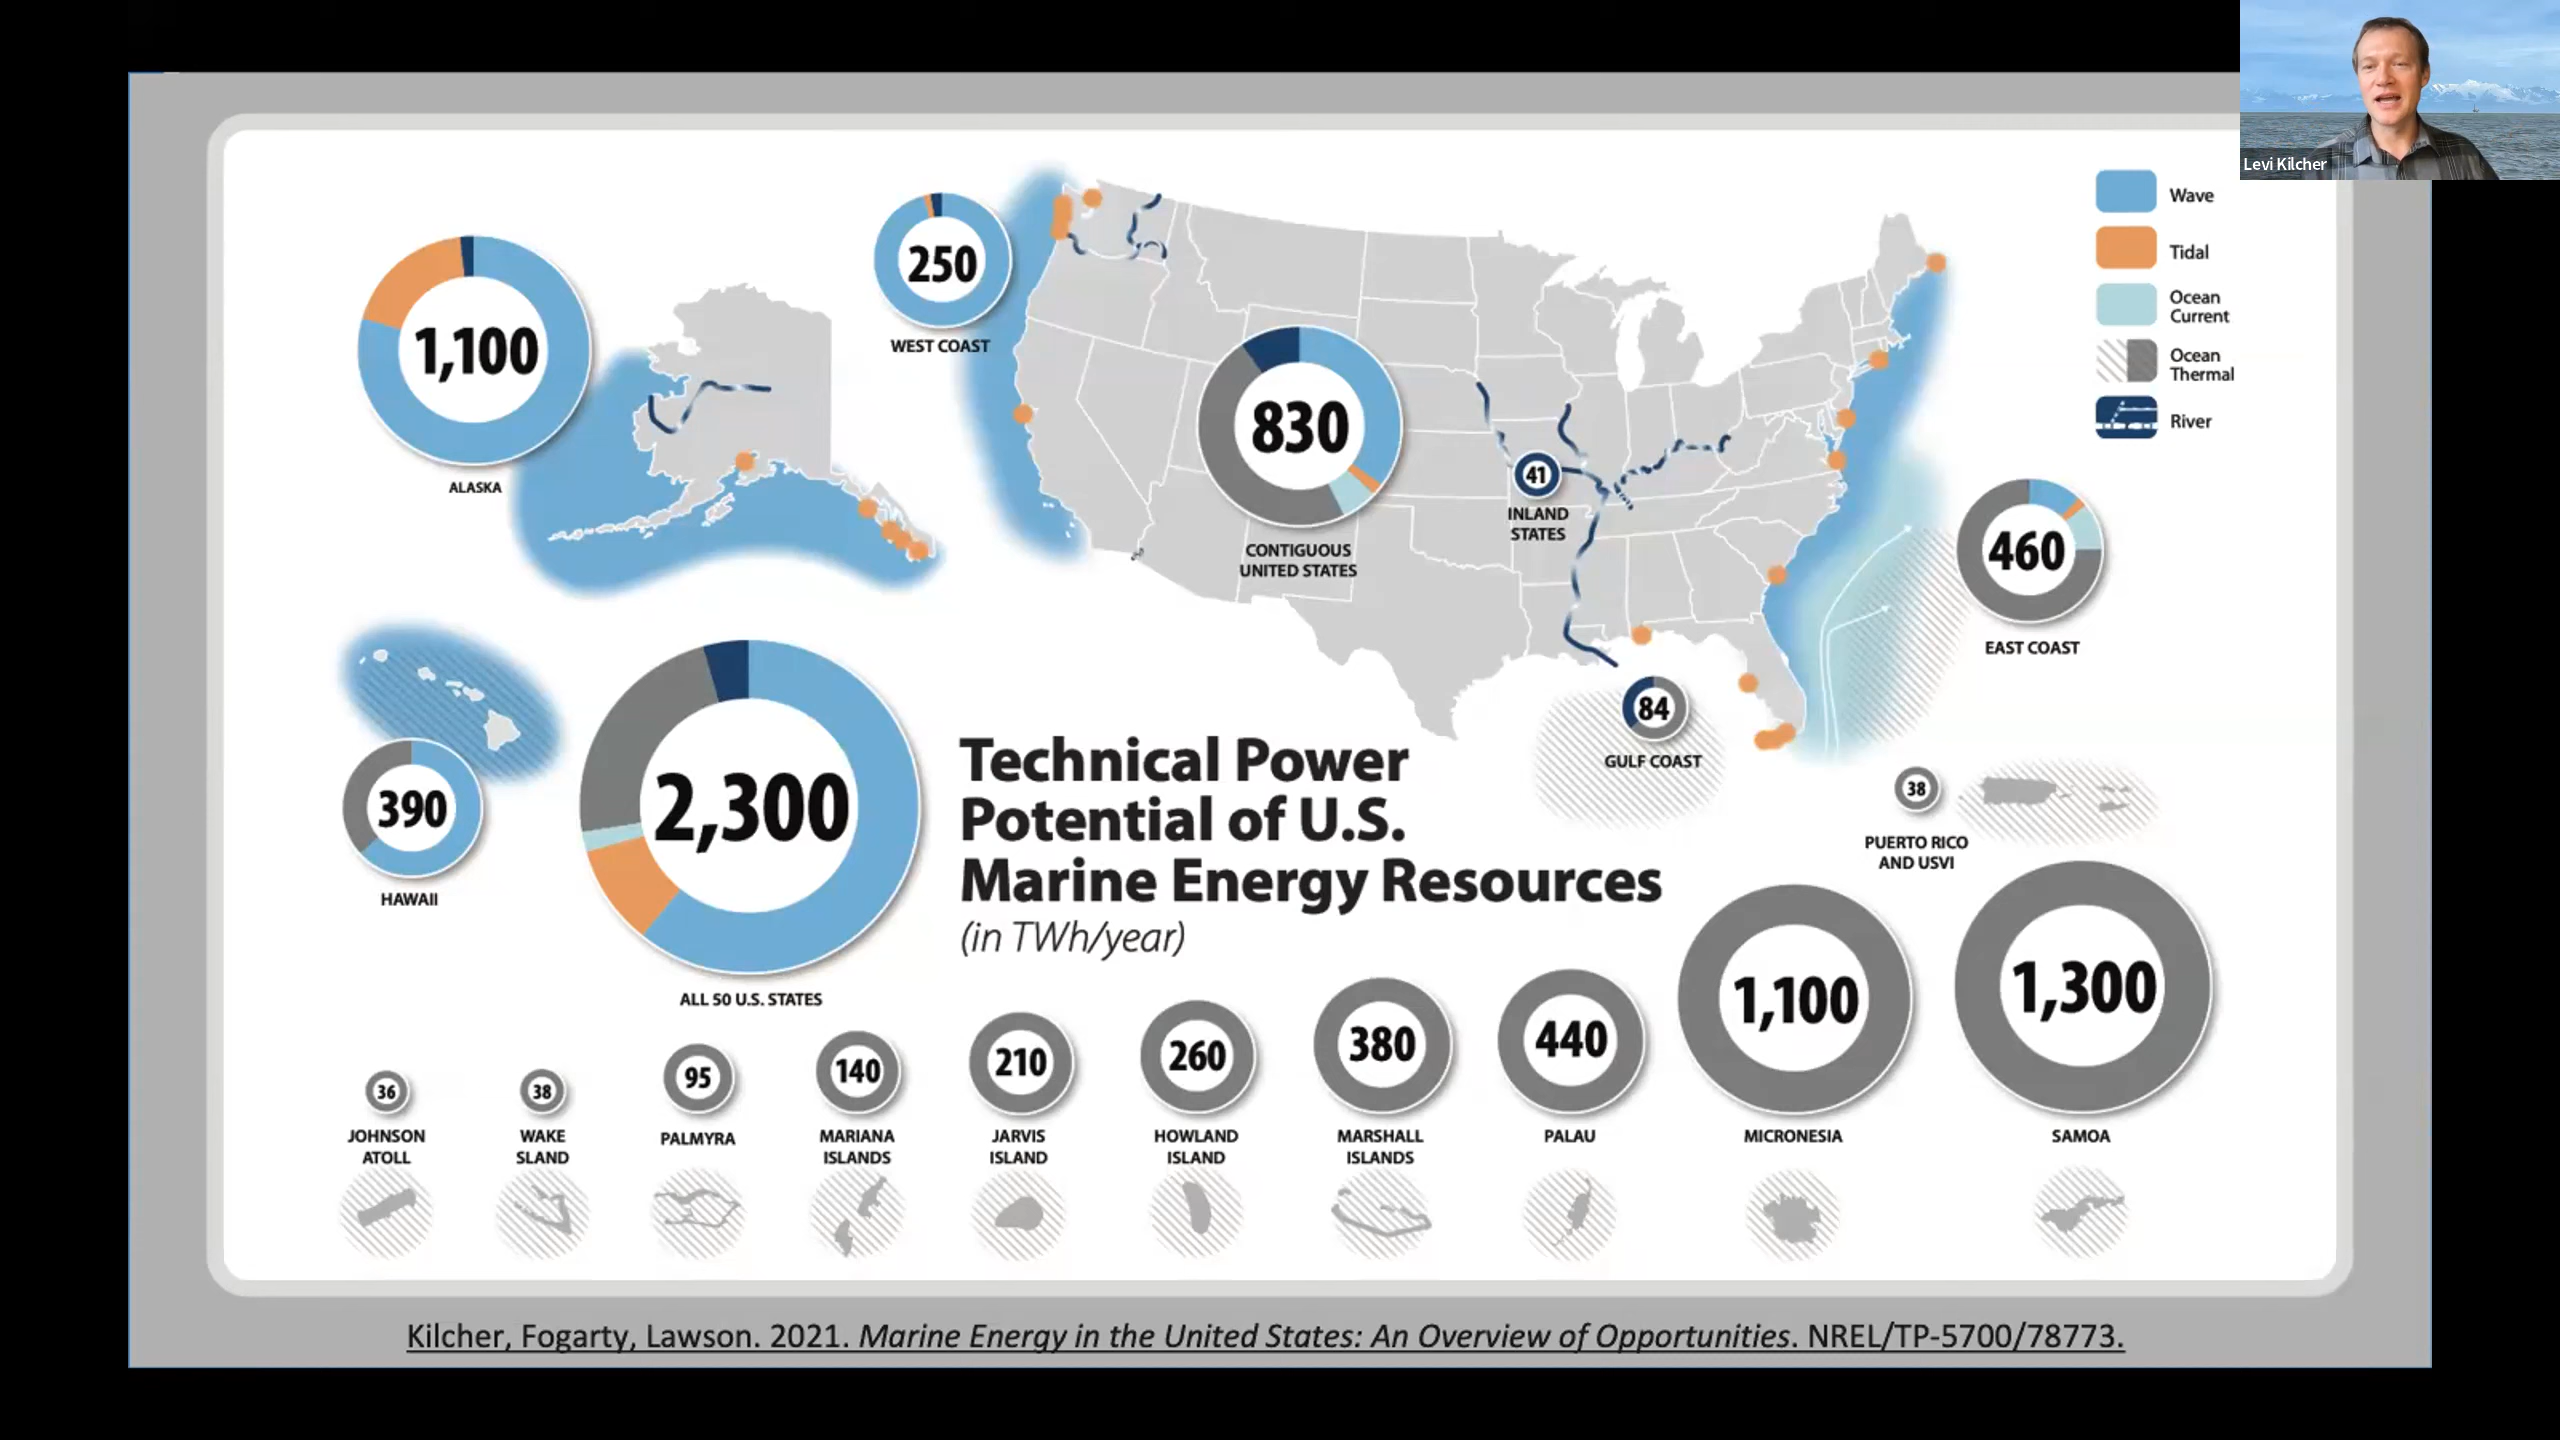 Levi Kilcher
Wave
Tidal
Ocean
Current
Ocean
Thermal
River
1,100
ALASKA
250
WEST COAST
830
CONTIGUOUS
UNITED STATES
41
INLAND
STATES
460
EAST COAST
84
GULF COAST
390
HAWAII
2,300
ALL 50 U.S. STATES
Technical Power
Potential of U.S.
Marine Energy Resources
(in TWh/year)
38
PUERTO RICO
AND USVI
36
JOHNSON
ATOLL
38
WAKE
SLAND
95
PALMYRA
140
MARIANA
ISLANDS
210
JARVIS
ISLAND
260
HOWLAND
ISLAND
380
MARSHALL
ISLANDS
440
PALAU
1,100
MICRONESIA
1,300
SAMOA
Kilcher, Fogarty, Lawson. 2021. Marine Energy in the United States: An Overview of Opportunities. NREL/TP-5700/78773.